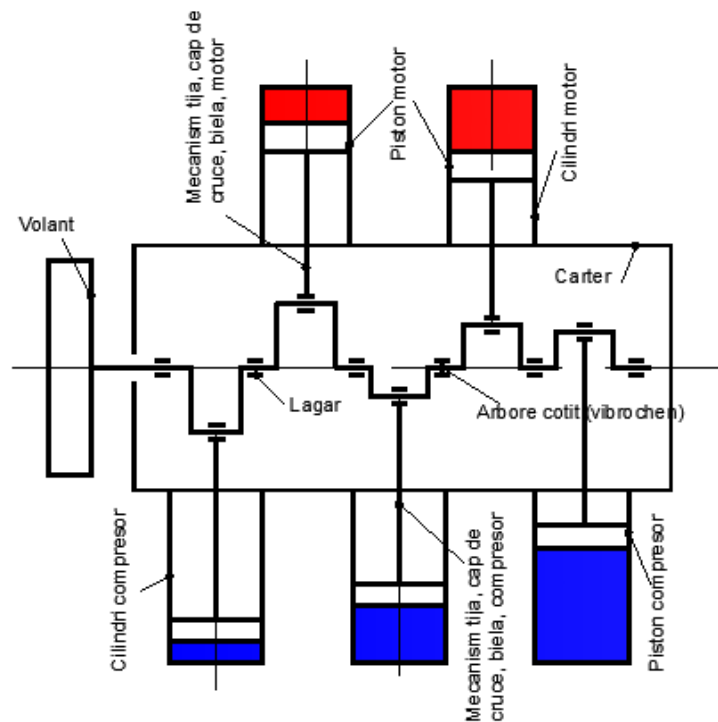 Mecanism tija, cap de
cruce, biela, motor
Piston motor
Cilindri motor
Volant
Carter
Lagar
Arbore cotit (vibrochen)
Cilindri compresor
Mecanism tija, cap de
cruce, biela, compresor
Piston compresor